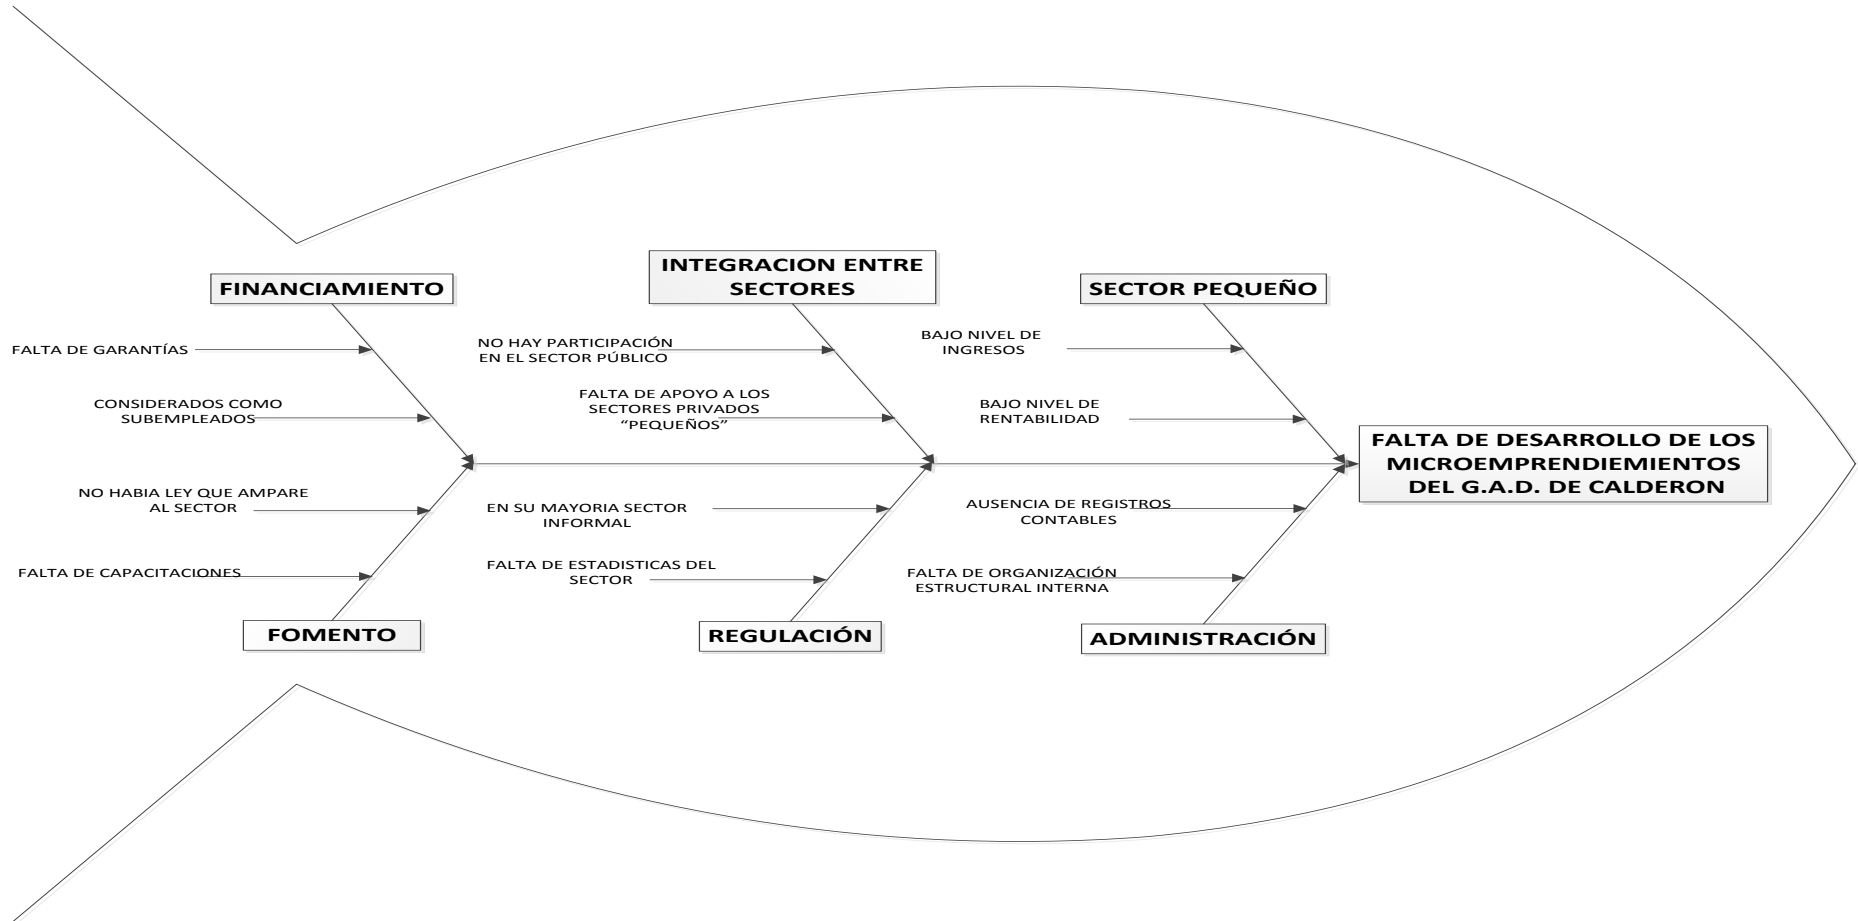 FINANCIAMIENTO
INTEGRACION ENTRE
SECTORES
SECTOR PEQUEÑO
FALTA DE GARANTÍAS
CONSIDERADOS COMO
SUBEMPLEADOS
NO HAY PARTICIPACIÓN
EN EL SECTOR PÚBLICO
FALTA DE APOYO A LOS
SECTORES PRIVADOS
“PEQUEÑOS”
BAJO NIVEL DE
INGRESOS
BAJO NIVEL DE
RENTABILIDAD
FALTA DE DESARROLLO DE LOS
MICROEMPRENDIEMIENTOS
DEL G.A.D. DE CALDERON
NO HABIA LEY QUE AMPARE
AL SECTOR
FALTA DE CAPACITACIONES
EN SU MAYORIA SECTOR
INFORMAL
FALTA DE ESTADISTICAS DEL
SECTOR
AUSENCIA DE REGISTROS
CONTABLES
FALTA DE ORGANIZACIÓN
ESTRUCTURAL INTERNA
FOMENTO
REGULACIÓN
ADMINISTRACIÓN